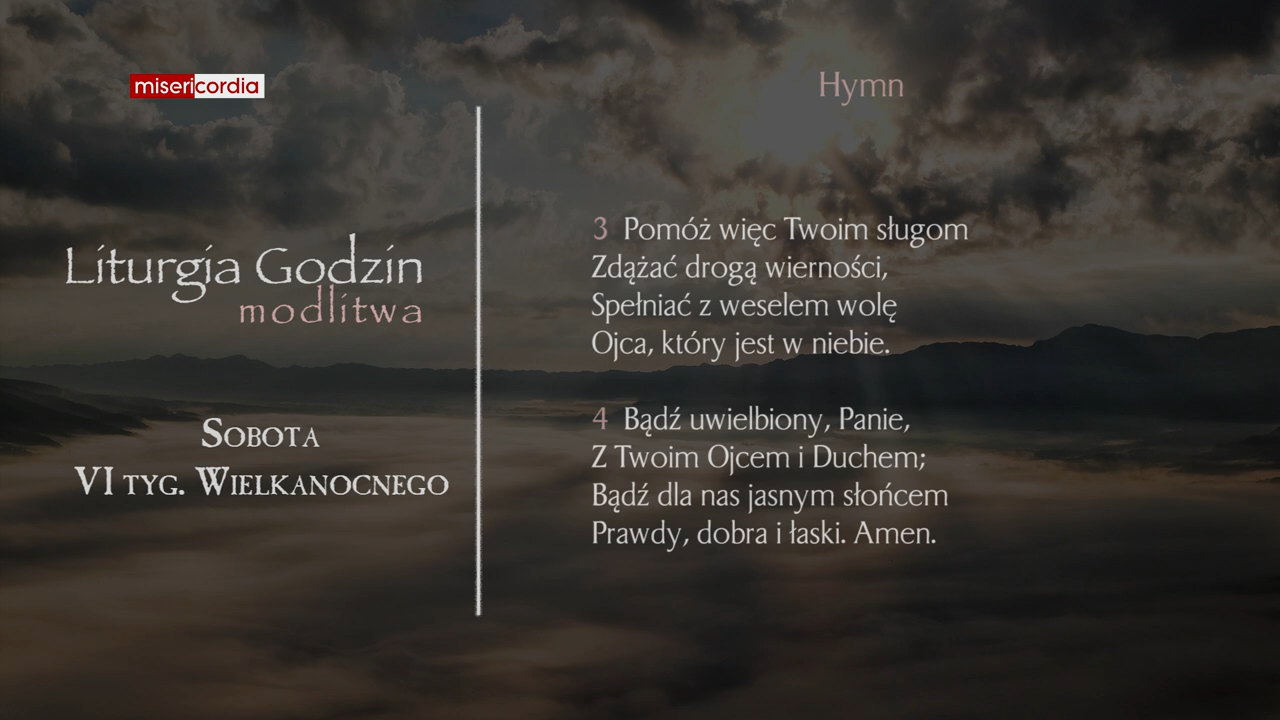 misericordia
Liturgia Godzin
modlitwa
Sobota
VI tyg. Wielkanocnego
Hymn
3 Pomóż więc Twoim sługom
Zdążać drogą wierności,
Spełniać z weselem wolę
Ojca, który jest w niebie.
4 Bądź uwielbiony, Panie,
Z Twoim Ojcem i Duchem;
Bądź dla nas jasnym słońcem
Prawdy, dobra i łaski. Amen.